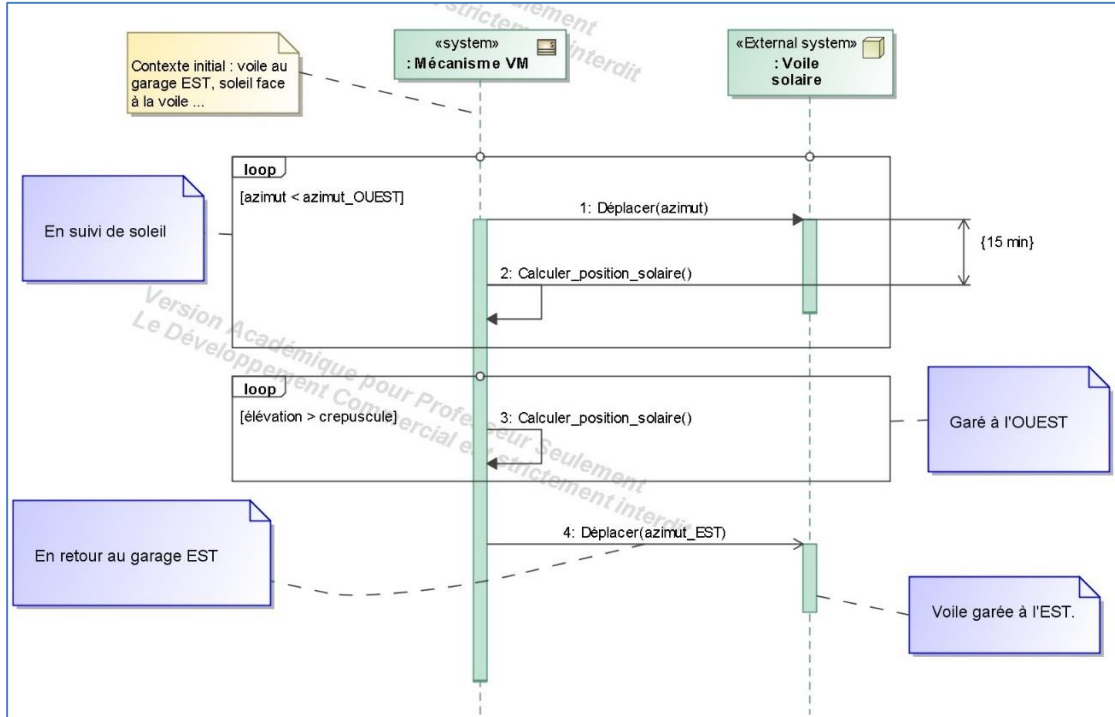 Contexte initial : voile au
garage EST, soleil face
à la voile ...
«system»
: Mécanisme VM
«External system»
: Voile
solaire
strictement interdit
loop
[azimut < azimut_OUEST]
En suivi de soleil
1: Déplacer(azimut)
{15 min}
2: Calculer_position_solaire()
Version Académique pour Professeur Seulement
Le Développement Commercial est strictement interdit
loop
[élévation > crepuscule]
3: Calculer_position_solaire()
Garé à l'OUEST
En retour au garage EST
4: Déplacer(azimut_EST)
Voile garée à l'EST.